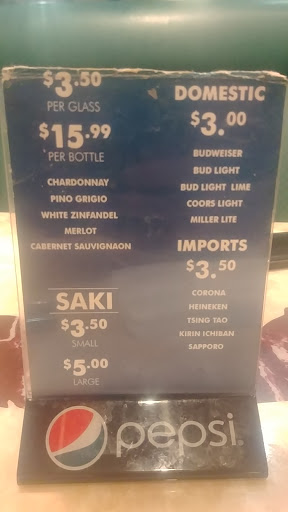 $3.50
PER GLASS
$15.99
PER BOTTLE
CHARDONNAY
PINO GRIGIO
WHITE ZINFANDEL
MERLOT
CABERNET SAUVIGNAON
SAKI
$3.50
SMALL
$5.00
LARGE
DOMESTIC
$3.00
BUDWEISER
BUD LIGHT
BUD LIGHT LIME
COORS LIGHT
MILLER LITE
IMPORTS
$3.50
CORONA
HEINEKEN
TSING TAO
KIRIN ICHIBAN
SAPPORO
pepsi